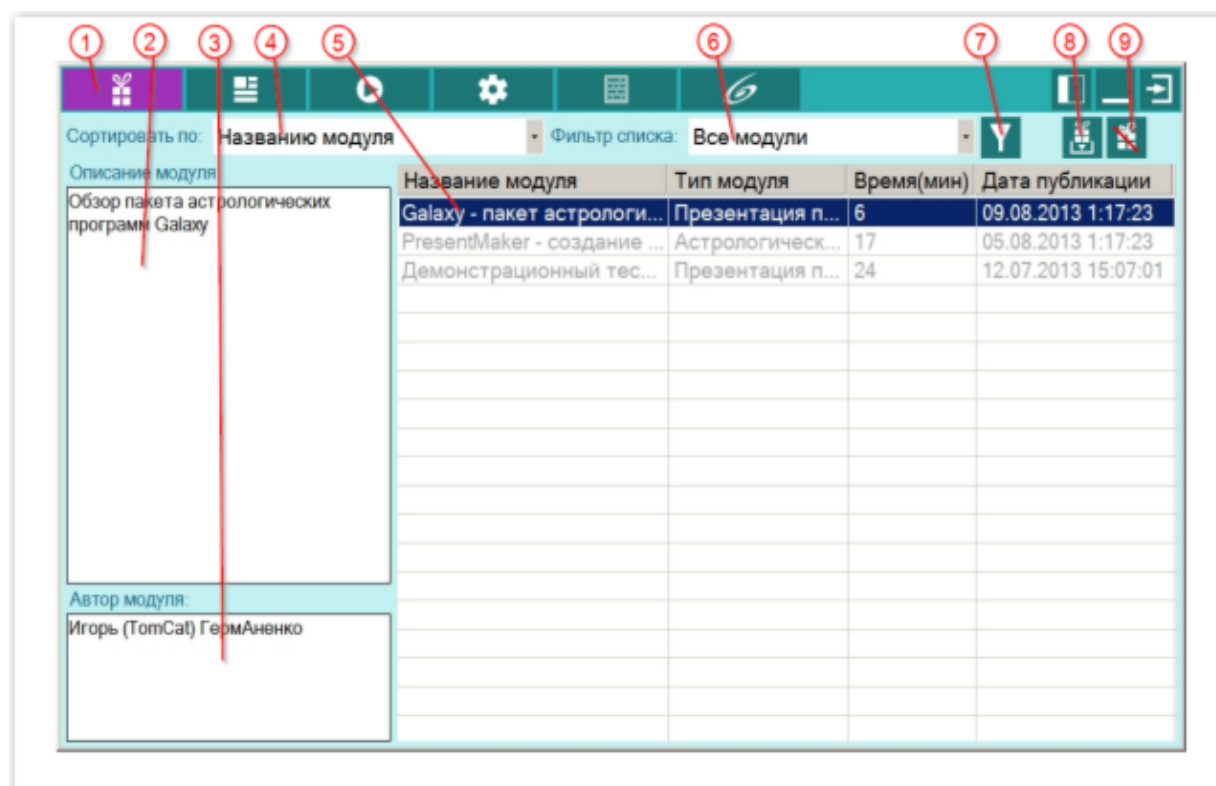 1 2 3 4 5 6 7 8 9
Сортировать по: Названию модуля Фильтр списка: Все модули
Описание модуля
Обзор пакета астрологических
программ Galaxy
Название модуля Тип модуля Время(мин) Дата публикации
Galaxy - пакет астрологи... Презентация п... 6 09.08.2013 1:17:23
PresentMaker - создание ... Астрологическ... 17 05.08.2013 1:17:23
Демонстрационный тес... Презентация п... 24 12.07.2013 15:07:01
Автор модуля:
Игорь (TomCat) ГермАненко